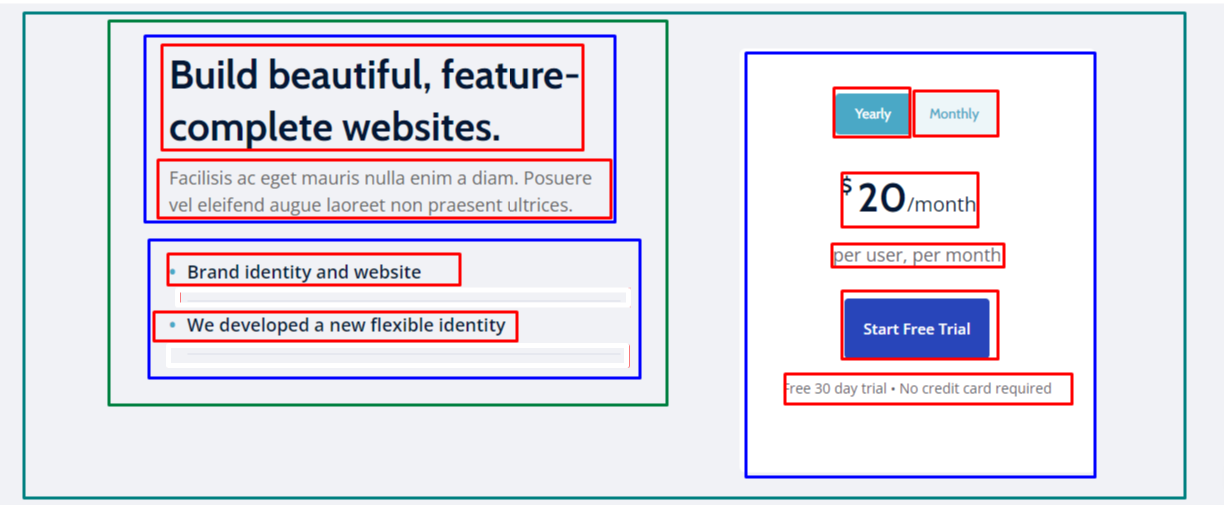 Build beautiful, feature-
complete websites.
Facilisis ac eget mauris nulla enim a diam. Posuere
vel eleifend augue laoreet non praesent ultrices.
• Brand identity and website
• We developed a new flexible identity
Yearly Monthly
$20/month
per user, per month
Start Free Trial
Free 30 day trial • No credit card required